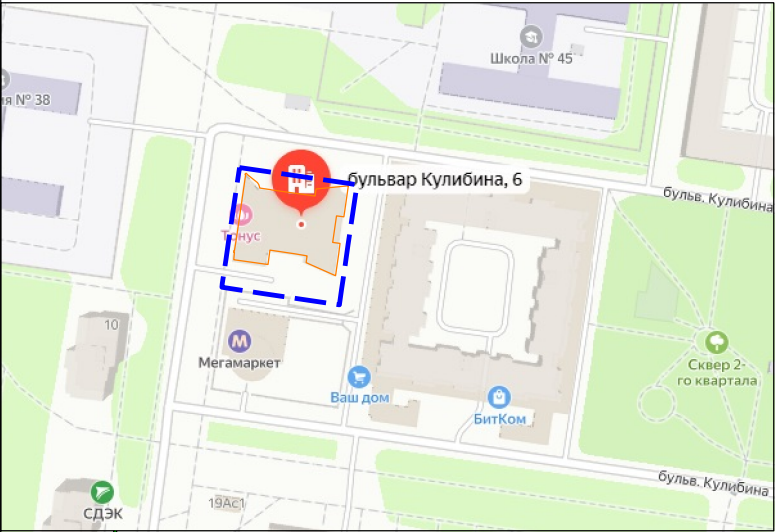 Школа № 45
я № 38
бульвар Кулибина, 6
бульв. Кулибина
Тонус
10
М
Мегамаркет
Сквер 2-
го квартала
Ваш дом
БитКом
бульв. Кулибина
СДЭК
19Ас1